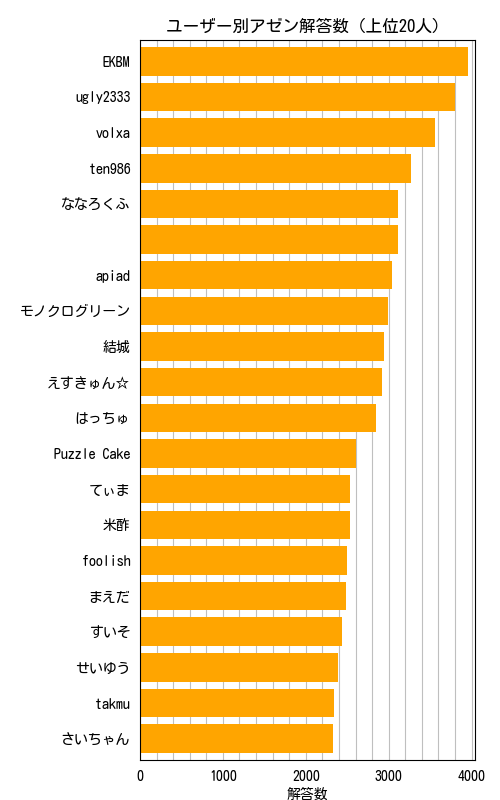 ユーザー別アゼン解答数 (上位20人)
EKBM
ugly2333
volxa
ten986
ななろくふ
apiad
モノクログリーン
結城
えすきゅん☆
はっちゅ
Puzzle Cake
てぃま
米酢
foolish
まえだ
すいそ
せいゆう
takmu
さいちゃん
0 1000 2000 3000 4000
解答数